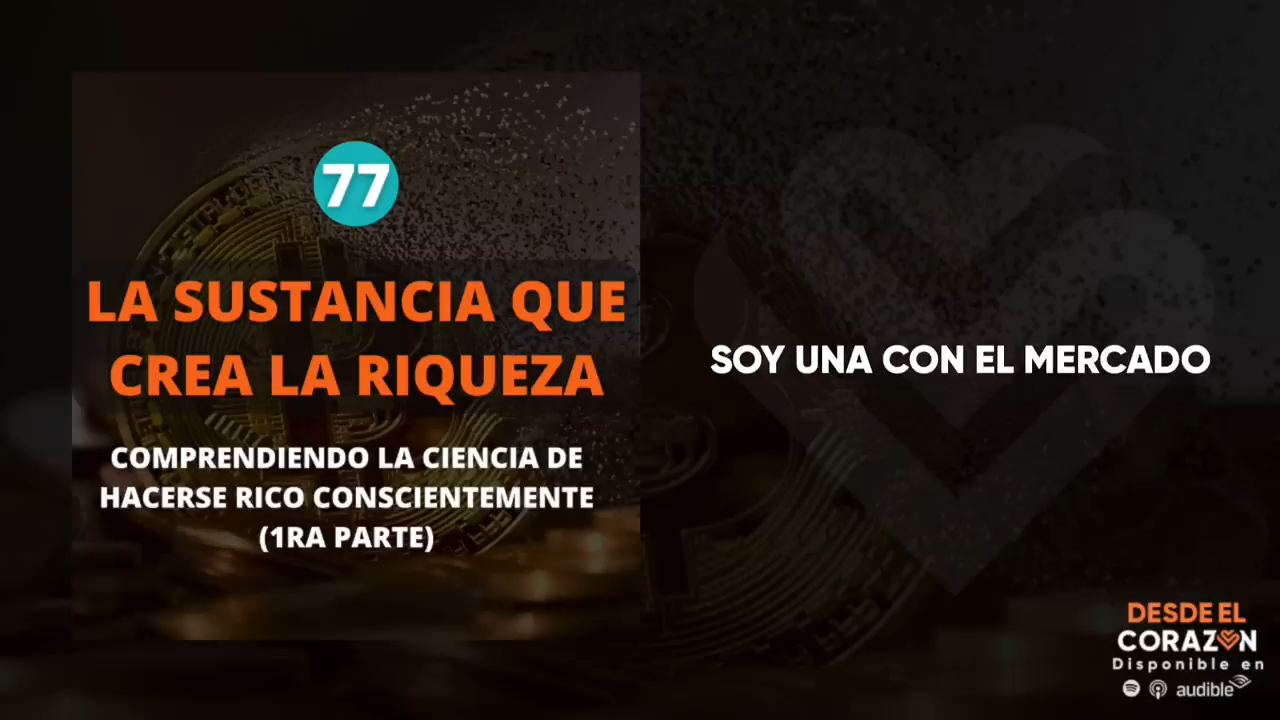 77
LA SUSTANCIA QUE
CREA LA RIQUEZA
COMPRENDIENDO LA CIENCIA DE
HACERSE RICO CONSCIENTEMENTE
(1RA PARTE)
SOY UNA CON EL MERCADO
DESDE EL
CORAZON
Disponible en
audible